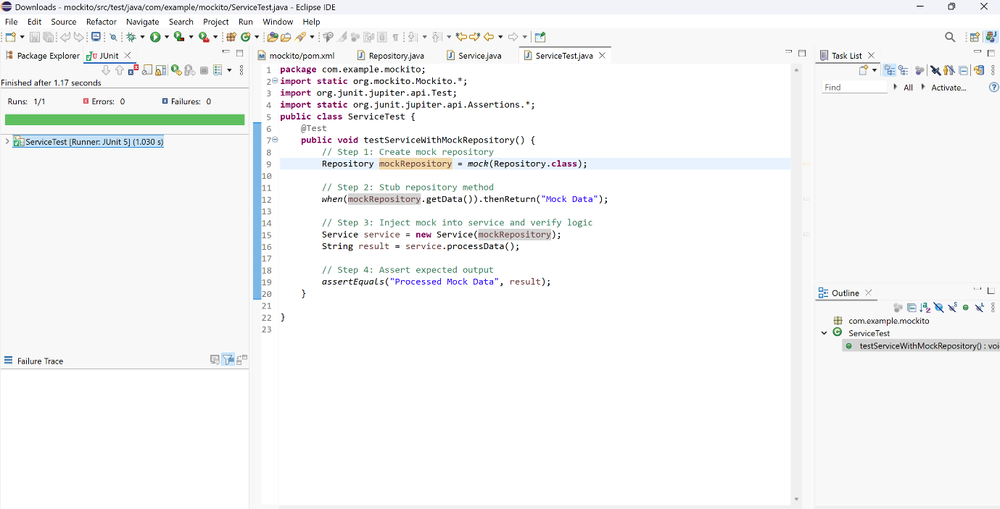 Downloads - mockito/src/test/java/com/example/mockito/ServiceTest.java - Eclipse IDE
File Edit Source Refactor Navigate Search Project Run Window Help
Package Explorer JUnit
Finished after 1.17 seconds
Runs: 1/1 Errors: 0 Failures: 0
ServiceTest [Runner: JUnit 5] (1.030 s)
Failure Trace
mockito/pom.xml Repository.java Service.java ServiceTest.java
1 package com.example.mockito;
2 import static org.mockito.Mockito.*;
3 import org.junit.jupiter.api.Test;
4 import static org.junit.jupiter.api.Assertions.*;
5 public class ServiceTest {
6 @Test
7 public void testServiceWithMockRepository() {
8 // Step 1: Create mock repository
9 Repository mockRepository = mock(Repository.class);
10
11 // Step 2: Stub repository method
12 when(mockRepository.getData()).thenReturn("Mock Data");
13
14 // Step 3: Inject mock into service and verify logic
15 Service service = new Service(mockRepository);
16 String result = service.processData();
17
18 // Step 4: Assert expected output
19 assertEquals("Processed Mock Data", result);
20 }
21
22 }
23
Task List
Find All Activate...
Outline
com.example.mockito
ServiceTest
testServiceWithMockRepository() : voi